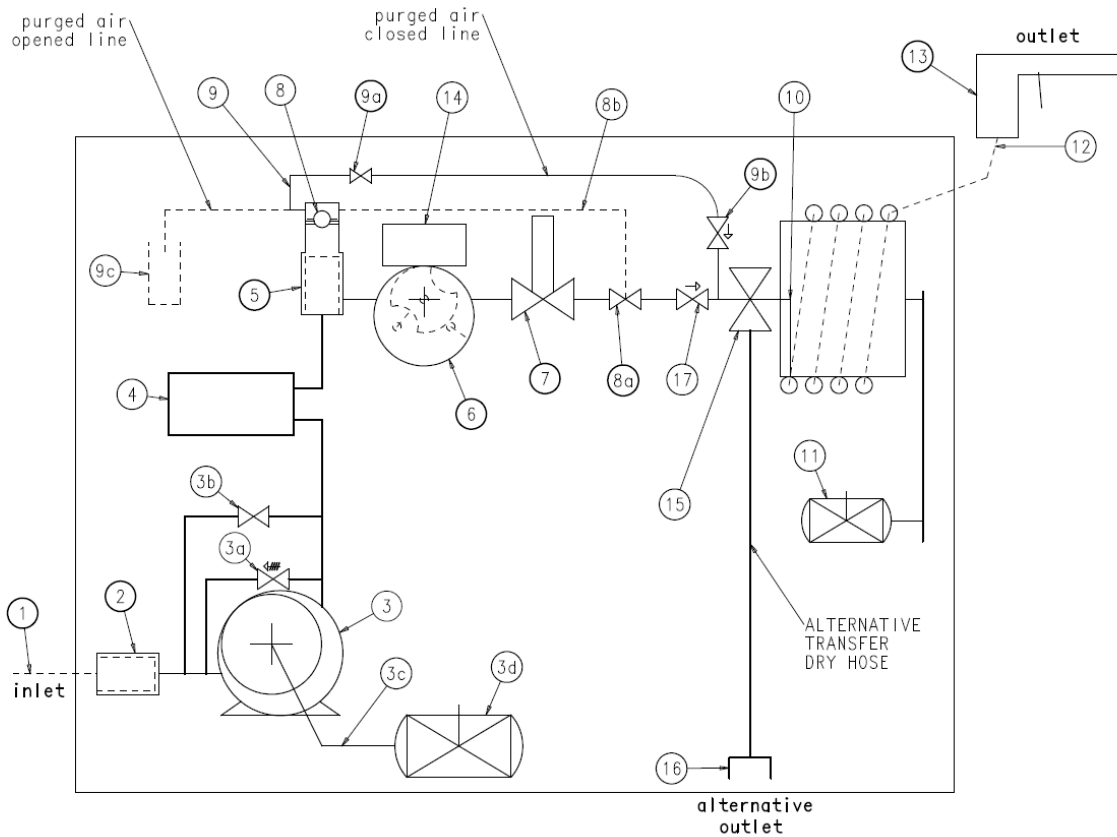 purged air
opened line
purged air
closed line
outlet
13
12
9
8
9a
14
8b
10
9b
9c
5
6
7
8a
17
15
11
4
3b
3a
3
2
1
inlet
3c
3d
ALTERNATIVE
TRANSFER
DRY HOSE
16
alternative
outlet